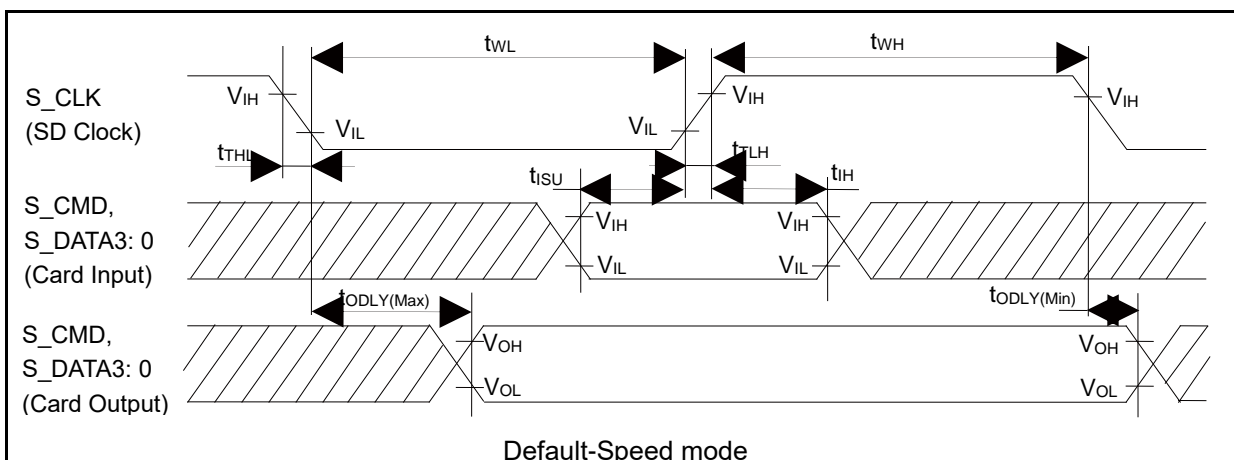 tWL
tWH
S_CLK
(SD Clock)
VIH
VIL
VIL
VIH
VIH
tTHL
tTLH
tISU
tIH
S_CMD,
S_DATA3: 0
(Card Input)
VIH
VIL
VIH
VIL
tODLY(Max)
tODLY(Min)
S_CMD,
S_DATA3: 0
(Card Output)
VOH
VOL
VOH
VOL
Default-Speed mode